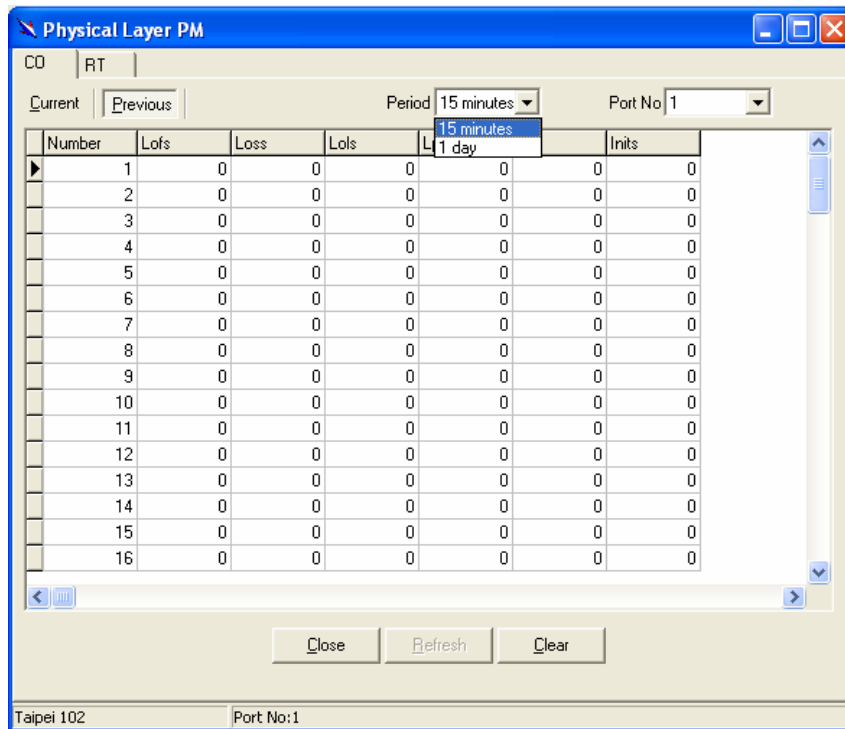 Physical Layer PM
CO RT
Current Previous Period 15 minutes Port No 1
15 minutes
1 day
Number Lofs Loss Lols Inits
1 0 0 0 0 0 0
2 0 0 0 0 0 0
3 0 0 0 0 0 0
4 0 0 0 0 0 0
5 0 0 0 0 0 0
6 0 0 0 0 0 0
7 0 0 0 0 0 0
8 0 0 0 0 0 0
9 0 0 0 0 0 0
10 0 0 0 0 0 0
11 0 0 0 0 0 0
12 0 0 0 0 0 0
13 0 0 0 0 0 0
14 0 0 0 0 0 0
15 0 0 0 0 0 0
16 0 0 0 0 0 0
Close Refresh Clear
Taipei 102 Port No:1